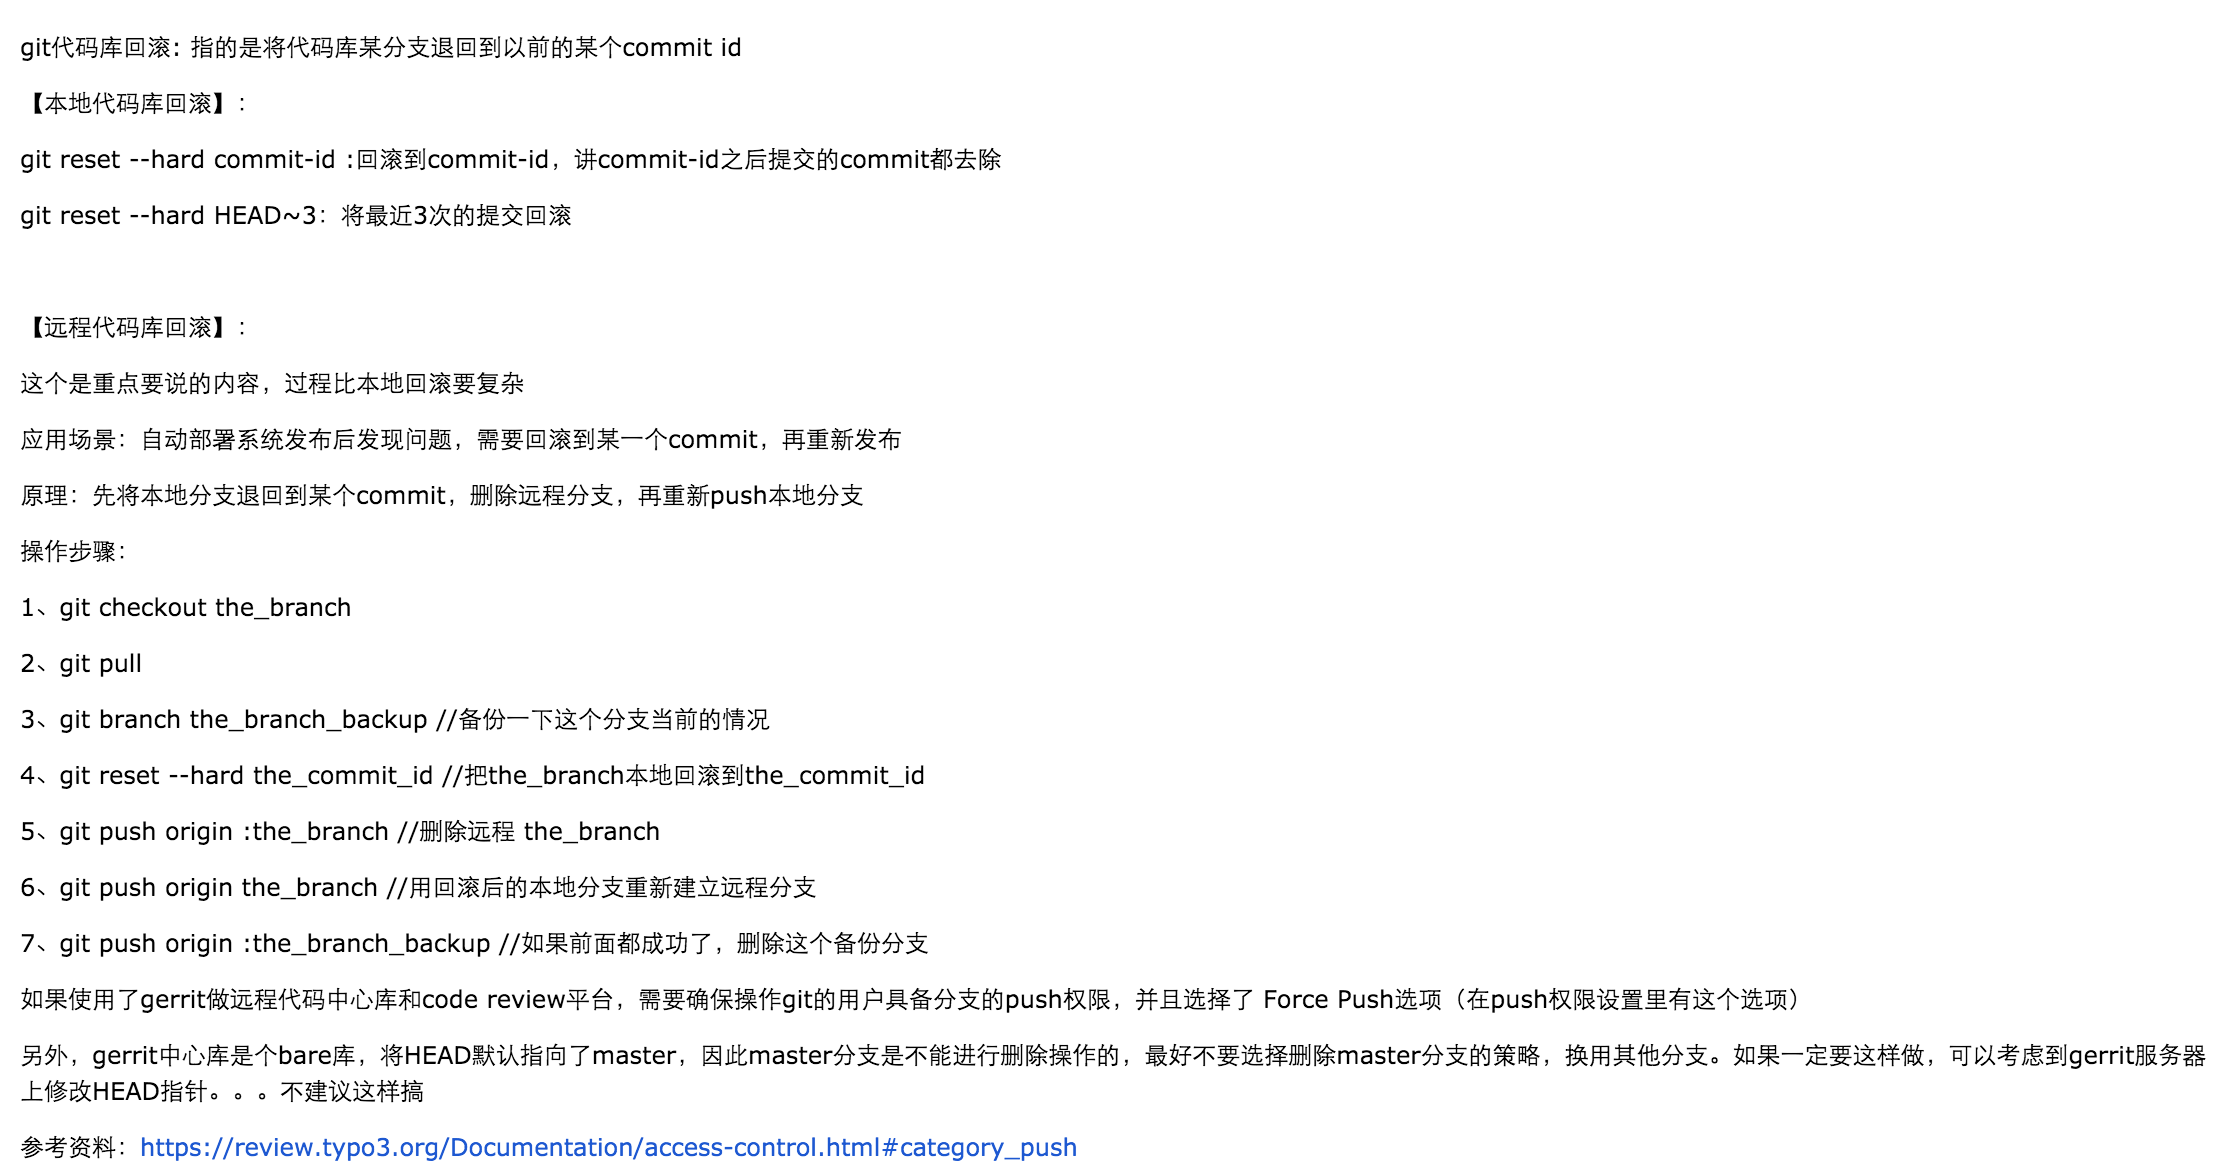 git代码库回滚: 指的是将代码库某分支退回到以前的某个commit id
【本地代码库回滚】：
git reset --hard commit-id :回滚到commit-id，讲commit-id之后提交的commit都去除
git reset --hard HEAD~3：将最近3次的提交回滚
【远程代码库回滚】：
这个是重点要说的内容，过程比本地回滚要复杂
应用场景：自动部署系统发布后发现问题，需要回滚到某一个commit，再重新发布
原理：先将本地分支退回到某个commit，删除远程分支，再重新push本地分支
操作步骤：
1、git checkout the_branch
2、git pull
3、git branch the_branch_backup //备份一下这个分支当前的情况
4、git reset --hard the_commit_id //把the_branch本地回滚到the_commit_id
5、git push origin :the_branch //删除远程 the_branch
6、git push origin the_branch //用回滚后的本地分支重新建立远程分支
7、git push origin :the_branch_backup //如果前面都成功了，删除这个备份分支
如果使用了gerrit做远程代码中心库和code review平台，需要确保操作git的用户具备分支的push权限，并且选择了 Force Push选项（在push权限设置里有这个选项）
另外，gerrit中心库是个bare库，将HEAD默认指向了master，因此master分支是不能进行删除操作的，最好不要选择删除master分支的策略，换用其他分支。如果一定要这样做，可以考虑到gerrit服务器
上修改HEAD指针。。。不建议这样搞
参考资料：https://review.typo3.org/Documentation/access-control.html#category_push